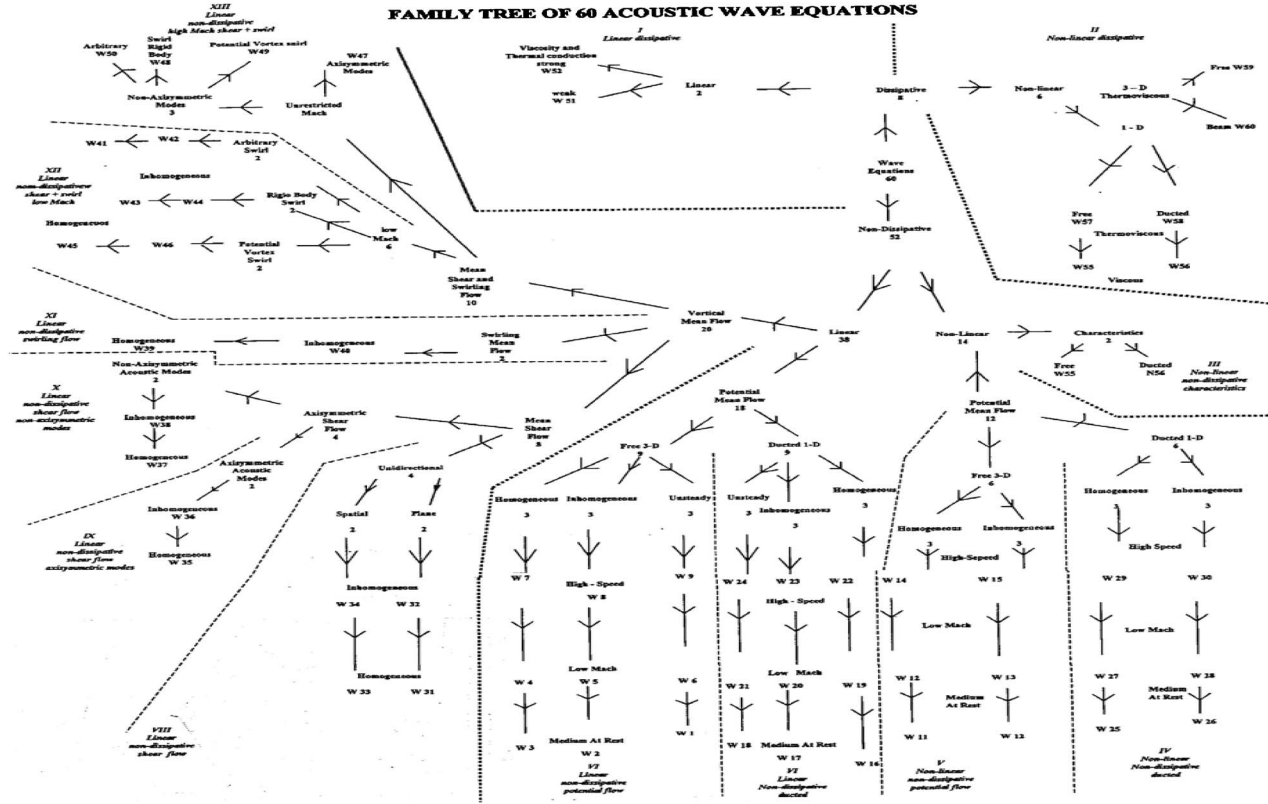 FAMILY TREE OF 60 ACOUSTIC WAVE EQUATIONS
XIII
Linear
non-dissipative
high Mach shear + swirl
Arbitrary
W50
Swirl
Rigid
Body
W48
Potential Vortex snirl
W49
W47
Axisymmetric
Modes
Non-Axisymmetric
Modes
3
Unrestricted
Mach
I
Linear dissipative
Viscosity and
Thermal conduction
strong
W52
weak
W 51
Linear
2
Dissipative
8
II
Non-linear dissipative
Non-linear
6
3 - D
Thermoviscous
Free W59
Beam W60
1 - D
Free
W57
Ducted
W58
Thermoviscous
W55
W56
Viscous
Wave
Equations
60
Non-Dissipative
52
XII
Linear
nom-dissipativew
shear + swirl
low Mach
W41
W42
Arbitrary
Swirl
2
Inhomogeneous
W43
W44
Rigio Body
Swirl
2
Homogeneuos
W45
W46
Potential
Vortex
Swirl
2
low
Mach
6
Mean
Shear and
Swirling
Flow
10
XI
Linear
non-dissipative
swirling flow
Homogeneous
W39
Inhomogeneous
W40
Swirling
Mean
Flow
2
Vortical
Mean Flow
20
Linear
38
Non-Linear
14
Characteristics
2
Free
W55
Ducted
N56
III
Non-linear
non-dissipative
characteristics
X
Linear
non-dissipative
shear flow
non-axisymmetric
modes
Non-Axisymmetric
Acoustic Modes
2
Inhomogeneous
W38
Homogeneous
W37
Axisymmetric
Shear
Flow
4
Mean
Shear
Flow
8
Axisymmetric
Acoustic
Modes
2
Inhomogeneous
W 36
Homogeneous
W 35
IX
Linear
non-dissipative
shear flow
axisymmetric modes
Unidirectional
4
Spatial
2
Plane
2
Inhomogeneous
W 34
W 32
Homogeneous
W 33
W 31
VIII
Linear
non-dissipative
shear flow
Potential
Mean Flow
18
Free 3-D
9
Ducted 1-D
9
Homogeneous
3
Inhomogeneous
3
Unsteady
3
Unsteady
3
Inhomogeneous
3
Homogeneous
3
W 7
High - Speed
W 8
W 9
W 24
W 23
W 22
High - Speed
Low Mach
W 4
W 5
W 6
Low Mach
W 21
W 20
W 19
W 3
Medium At Rest
W 2
W 1
W 18
Medium At Rest
W 17
W 16
VI
Linear
non-dissipative
potential flow
VI
Linear
Non-dissipative
ducted
Potential
Mean Flow
12
Free 3-D
6
Ducted 1-D
6
Homogeneous
3
Inhomogeneous
3
High-Sepeed
W 14
W 15
Low Mach
W 12
W 13
Medium
At Rest
W 11
W 12
V
Non-linear
non-dissipative
potential flow
Homogeneous
3
Inhomogeneous
3
High Speed
W 29
W 30
Low Mach
W 27
W 28
Medium
At Rest
W 25
W 26
IV
Non-linear
Non-Dissipative
ducted